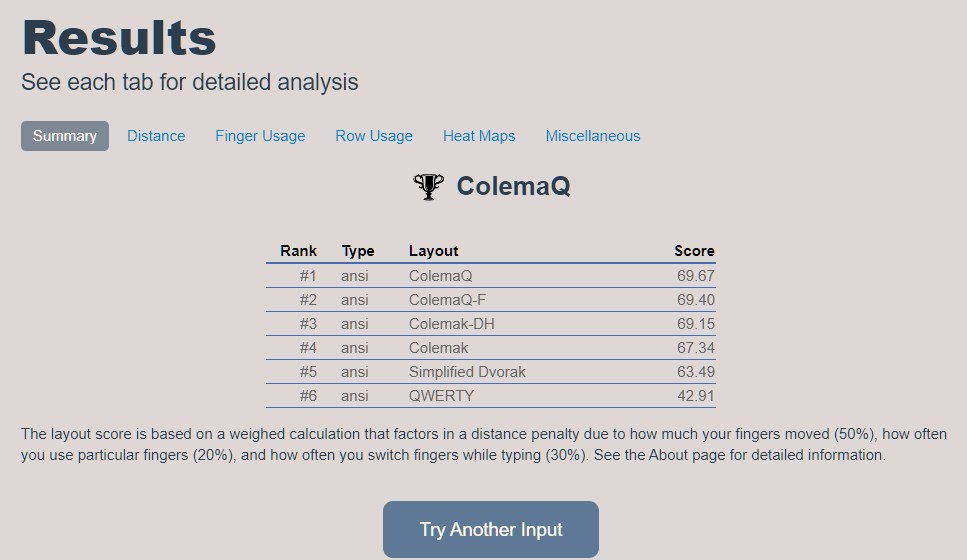 Results
See each tab for detailed analysis
Summary Distance Finger Usage Row Usage Heat Maps Miscellaneous
ColemaQ
Rank Type Layout Score
#1 ansi ColemaQ 69.67
#2 ansi ColemaQ-F 69.40
#3 ansi Colemak-DH 69.15
#4 ansi Colemak 67.34
#5 ansi Simplified Dvorak 63.49
#6 ansi QWERTY 42.91
The layout score is based on a weighed calculation that factors in a distance penalty due to how much your fingers moved (50%), how often
you use particular fingers (20%), and how often you switch fingers while typing (30%). See the About page for detailed information.
Try Another Input